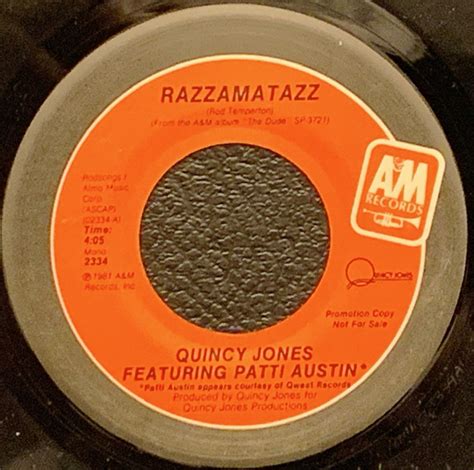 RAZZAMATAZZ
(Rod Temperton)
(From the A&M album "The Dude" SP-3721)
A&M
RECORDS
Rodsongs /
Almo Music
Corp.
(ASCAP)
(02334-A)
Time:
4:05
Mono
2334
℗ 1981 A&M
Records, Inc.
QUINCY JONES
Promotion Copy
Not For Sale
QUINCY JONES
FEATURING PATTI AUSTIN*
*Patti Austin appears courtesy of Qwest Records
Produced by Quincy Jones for
Quincy Jones Productions